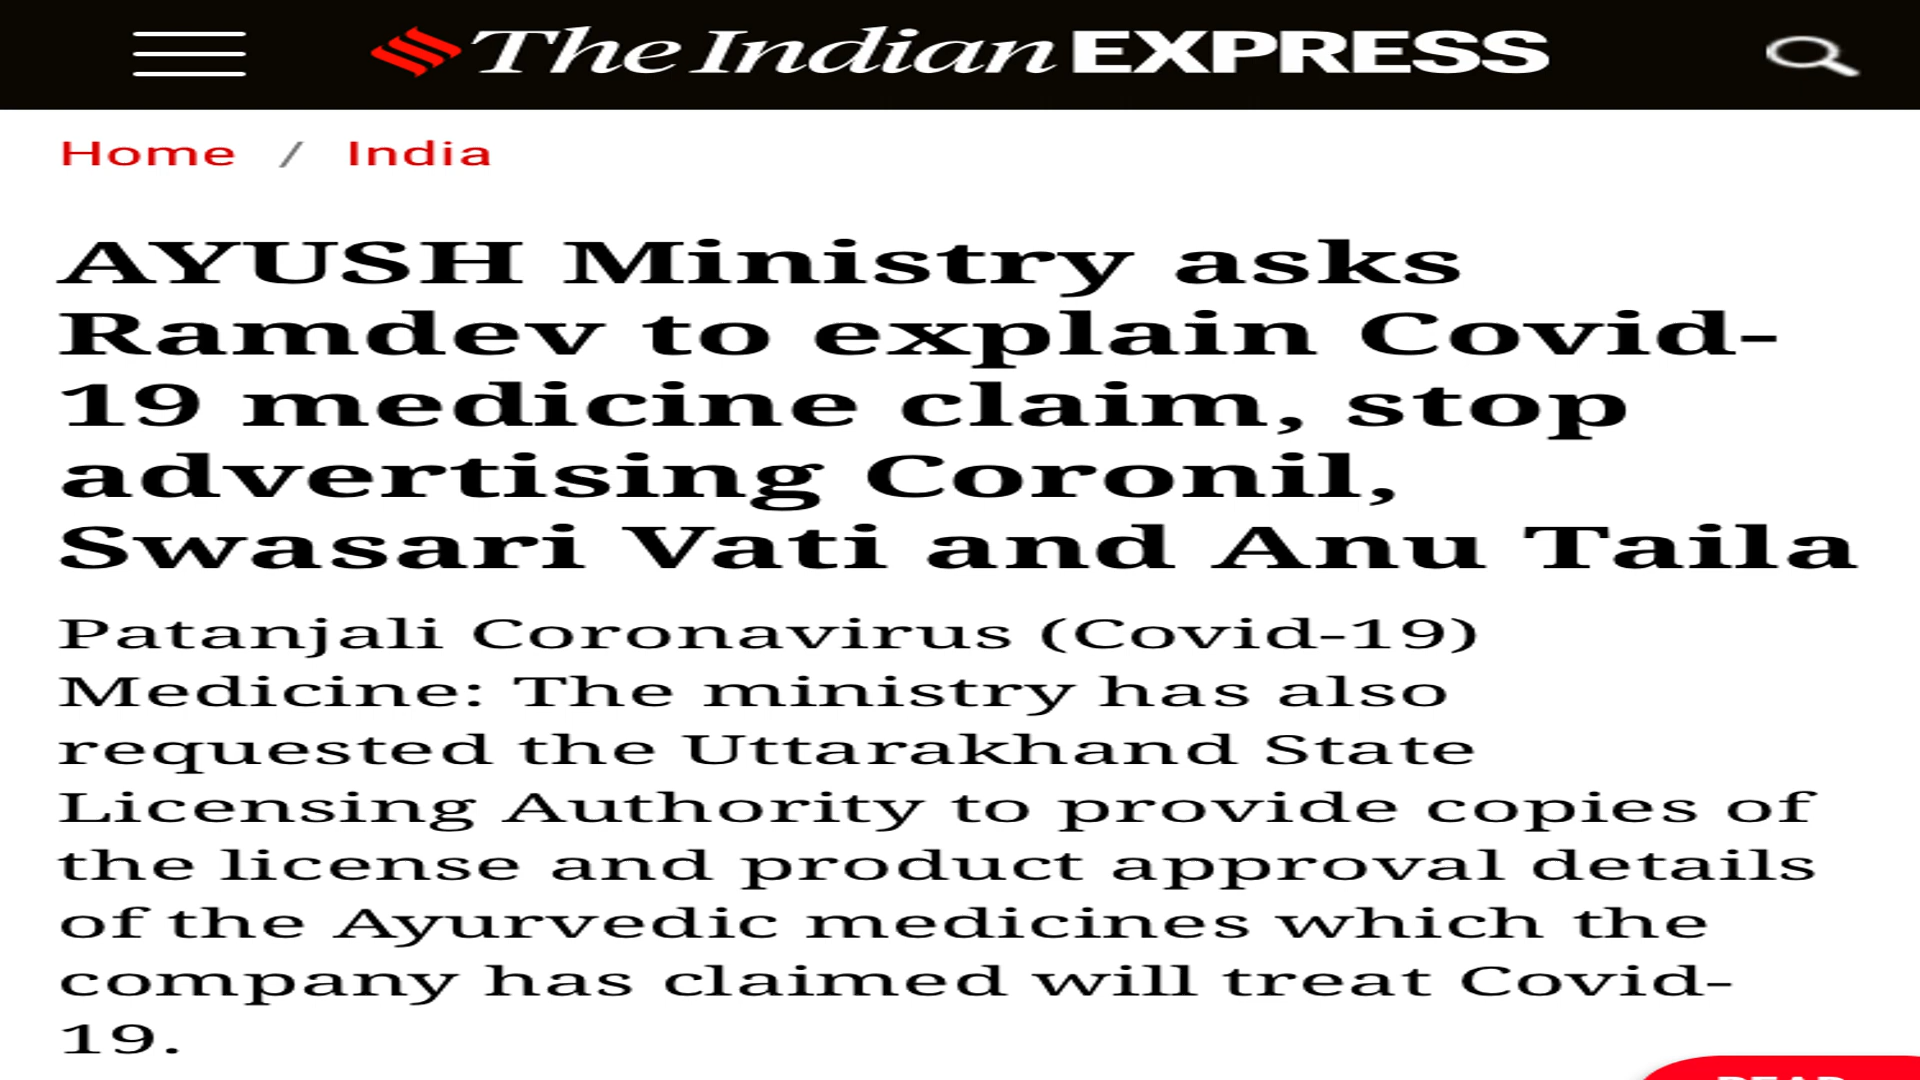 The Indian EXPRESS
Home / India
AYUSH Ministry asks
Ramdev to explain Covid-
19 medicine claim, stop
advertising Coronil,
Swasari Vati and Anu Taila
Patanjali Coronavirus (Covid-19)
Medicine: The ministry has also
requested the Uttarakhand State
Licensing Authority to provide copies of
the license and product approval details
of the Ayurvedic medicines which the
company has claimed will treat Covid-
19.